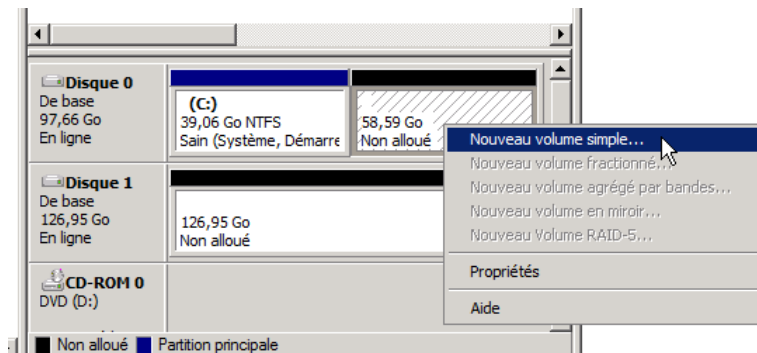 Disque 0
De base
97,66 Go
En ligne
(C:)
39,06 Go NTFS
Sain (Système, Démarre
58,59 Go
Non alloué
Disque 1
De base
126,95 Go
En ligne
126,95 Go
Non alloué
CD-ROM 0
DVD (D:)
Nouveau volume simple...
Nouveau volume fractionné...
Nouveau volume agrégé par bandes...
Nouveau volume en miroir...
Nouveau Volume RAID-5...
Propriétés
Aide
Non alloué
Partition principale